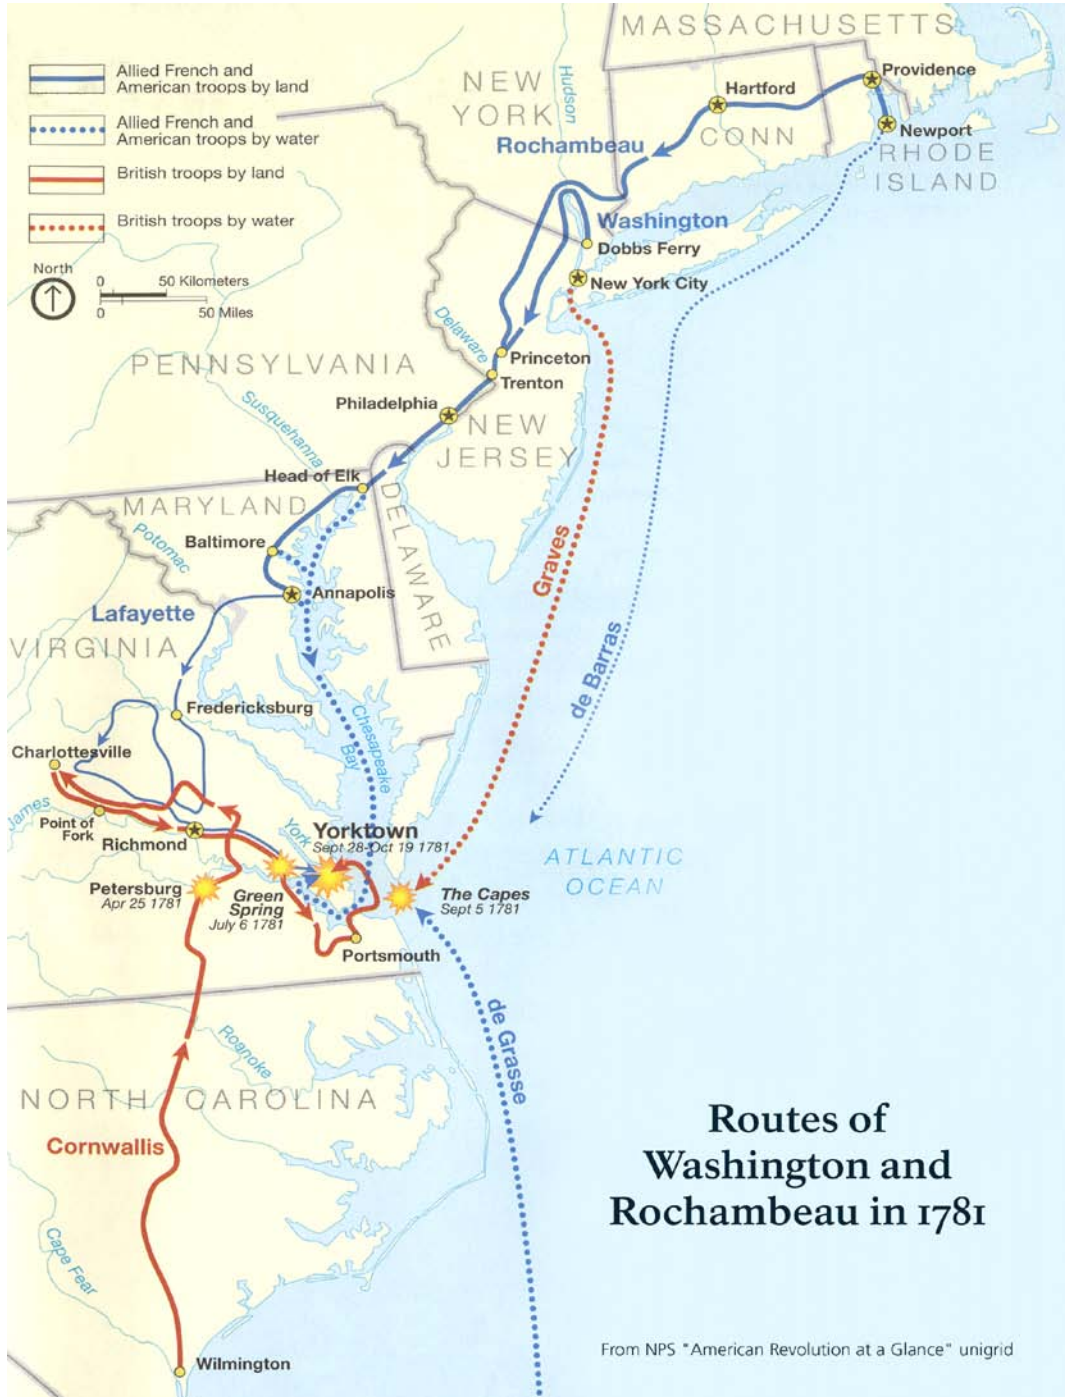 MASSACHUSETTS
Allied French and
American troops by land
Allied French and
American troops by water
British troops by land
British troops by water
North
0 50 Kilometers
0 50 Miles
NEW
YORK
Hudson
Providence
Hartford
CONN
Newport
RHODE
ISLAND
Rochambeau
Washington
Dobbs Ferry
New York City
Delaware
Princeton
Trenton
PENNSYLVANIA
Philadelphia
NEW
JERSEY
Susquehanna
Head of Elk
MARYLAND
DELAWARE
Baltimore
Potomac
Annapolis
Graves
de Barras
Lafayette
VIRGINIA
Fredericksburg
Chesapeake
Bay
Charlottesville
James
Point of
Fork
Richmond
York
Yorktown
Sept 28-Oct 19 1781
Petersburg
Apr 25 1781
Green
Spring
July 6 1781
The Capes
Sept 5 1781
ATLANTIC
OCEAN
Portsmouth
de Grasse
Roanoke
NORTH CAROLINA
Cornwallis
Cape Fear
Wilmington
Routes of
Washington and
Rochambeau in 1781
From NPS "American Revolution at a Glance" unigrid